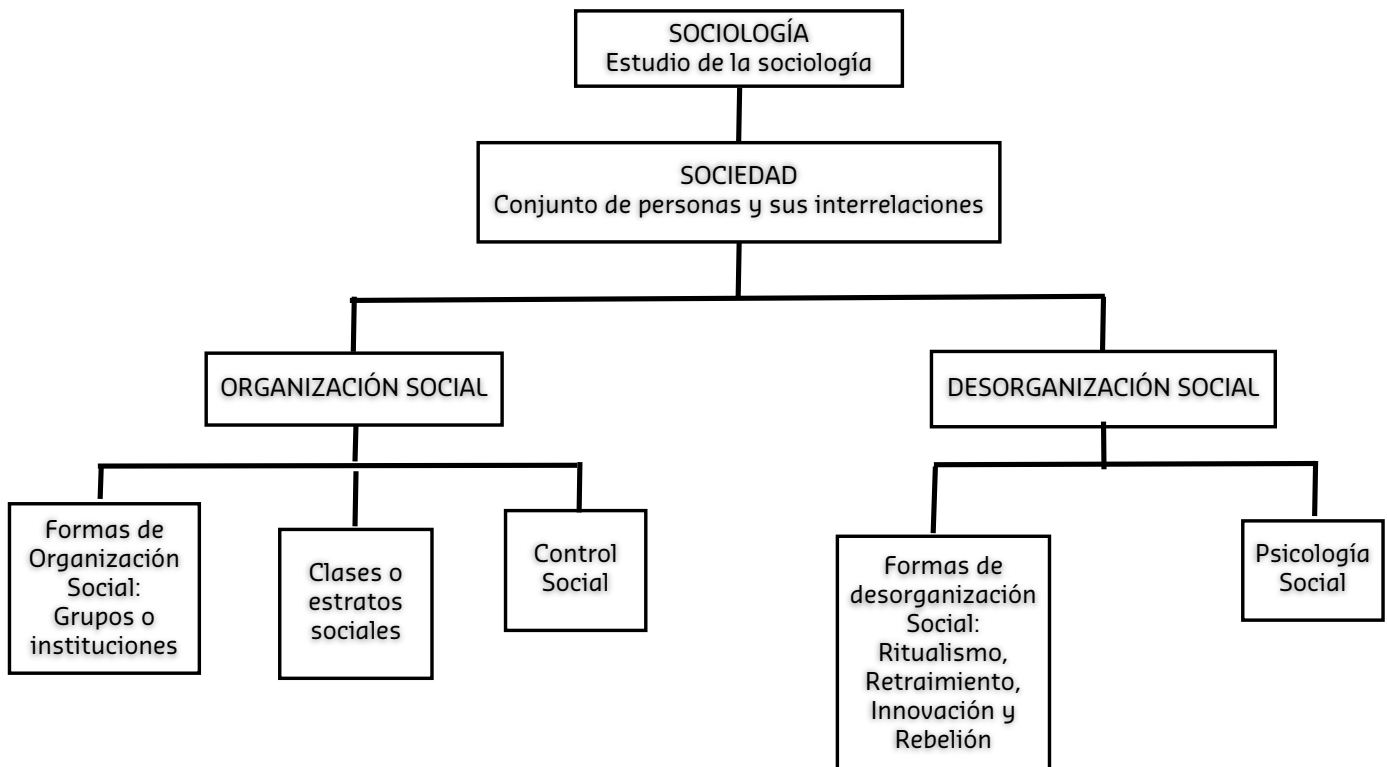 SOCIOLOGÍA
Estudio de la sociología
SOCIEDAD
Conjunto de personas y sus interrelaciones
ORGANIZACIÓN SOCIAL
DESORGANIZACIÓN SOCIAL
Formas de
Organización
Social:
Grupos o
instituciones
Clases o
estratos
sociales
Control
Social
Formas de
desorganización
Social:
Ritualismo,
Retraimiento,
Innovación y
Rebelión
Psicología
Social